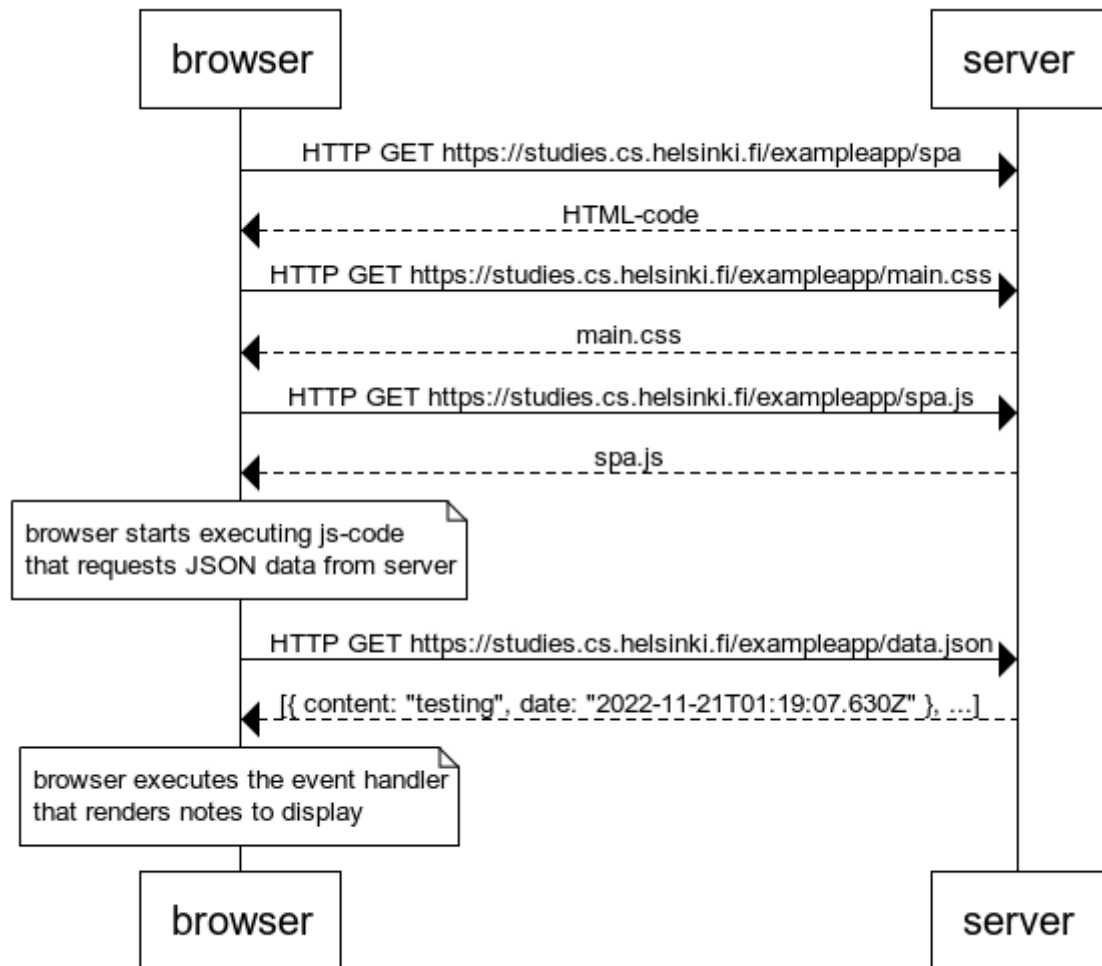 browser
server
HTTP GET https://studies.cs.helsinki.fi/exampleapp/spa
HTML-code
HTTP GET https://studies.cs.helsinki.fi/exampleapp/main.css
main.css
HTTP GET https://studies.cs.helsinki.fi/exampleapp/spa.js
spa.js
browser starts executing js-code
that requests JSON data from server
HTTP GET https://studies.cs.helsinki.fi/exampleapp/data.json
[{ content: "testing", date: "2022-11-21T01:19:07.630Z" }, ...]
browser executes the event handler
that renders notes to display
browser
server